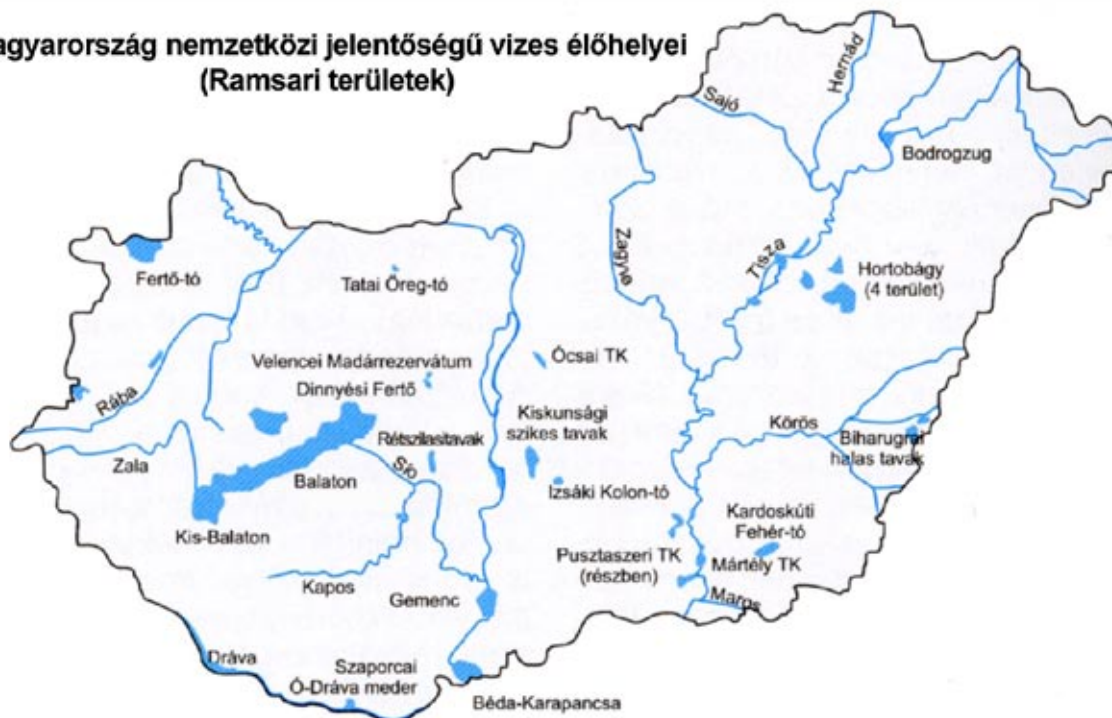 agyarország nemzetközi jelentőségű vizes élőhelyei
(Ramsari területek)
Hernád
Sajó
Bodrogzug
Zagyva
Tisza
Hortobágy
(4 terület)
Fertő-tó
Tatai Öreg-tó
Velencei Madárrezervátum
Dinnyési Fertő
Ócsai TK
Rába
Kiskunsági
szikes tavak
Rétszilastavak
Sió
Körös
Biharugrai
halas tavak
Zala
Balaton
Izsáki Kolon-tó
Kardoskúti
Fehér-tó
Kis-Balaton
Pusztaszeri TK
(részben)
Mártély TK
Kapos
Gemenc
Maros
Dráva
Szaporcai
Ó-Dráva meder
Béda-Karapancsa